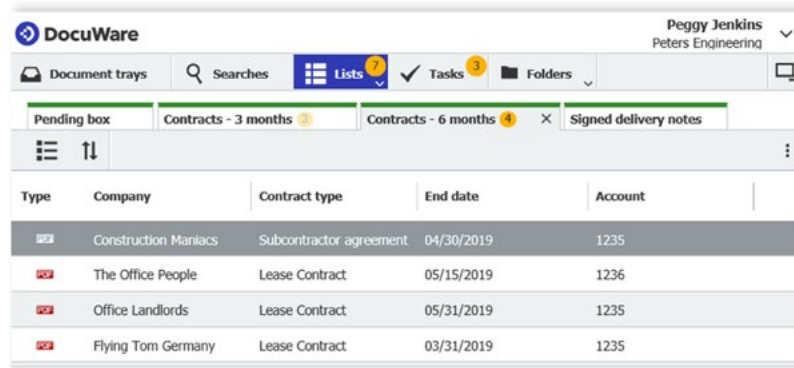 DocuWare
Peggy Jenkins
Peters Engineering
Document trays Searches Lists 7 Tasks 3 Folders
Pending box Contracts - 3 months 3 Contracts - 6 months 4 × Signed delivery notes
Type Company Contract type End date Account
PDF Construction Maniacs Subcontractor agreement 04/30/2019 1235
PDF The Office People Lease Contract 05/15/2019 1236
PDF Office Landlords Lease Contract 05/31/2019 1235
PDF Flying Tom Germany Lease Contract 03/31/2019 1235